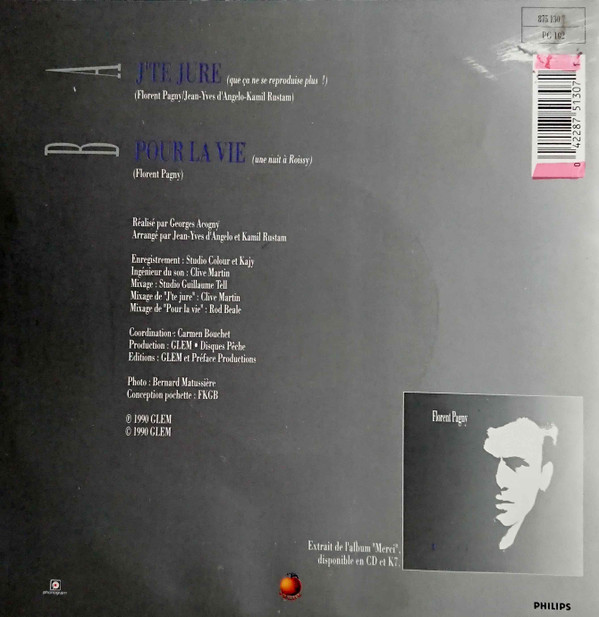 875 130 7
PG 102
A J'TE JURE (que ça ne se reproduise plus !)
(Florent Pagny/Jean-Yves d'Angelo-Kamil Rustam)
B POUR LA VIE (une nuit à Roissy)
(Florent Pagny)
0 42287 51307
Réalisé par Georges Acogny
Arrangé par Jean-Yves d'Angelo et Kamil Rustam
Enregistrement : Studio Colour et Kajy
Ingénieur du son : Clive Martin
Mixage : Studio Guillaume Tell
Mixage de "J'te jure" : Clive Martin
Mixage de "Pour la vie" : Rod Beale
Coordination : Carmen Bouchet
Production : GLEM • Disques Pêche
Editions : GLEM et Préface Productions
Photo : Bernard Matussière
Conception pochette : FKGB
℗ 1990 GLEM
© 1990 GLEM
Florent Pagny
Extrait de l'album "Merci",
disponible en CD et K7.
phonogram
PHILIPS